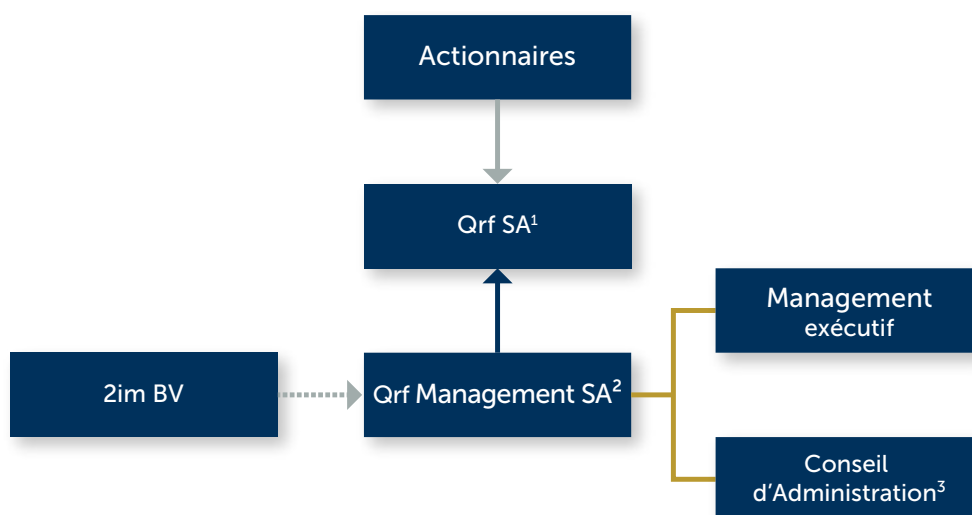 Actionnaires
Qrf SA¹
Management
exécutif
2im BV
Qrf Management SA²
Conseil
d’Administration³